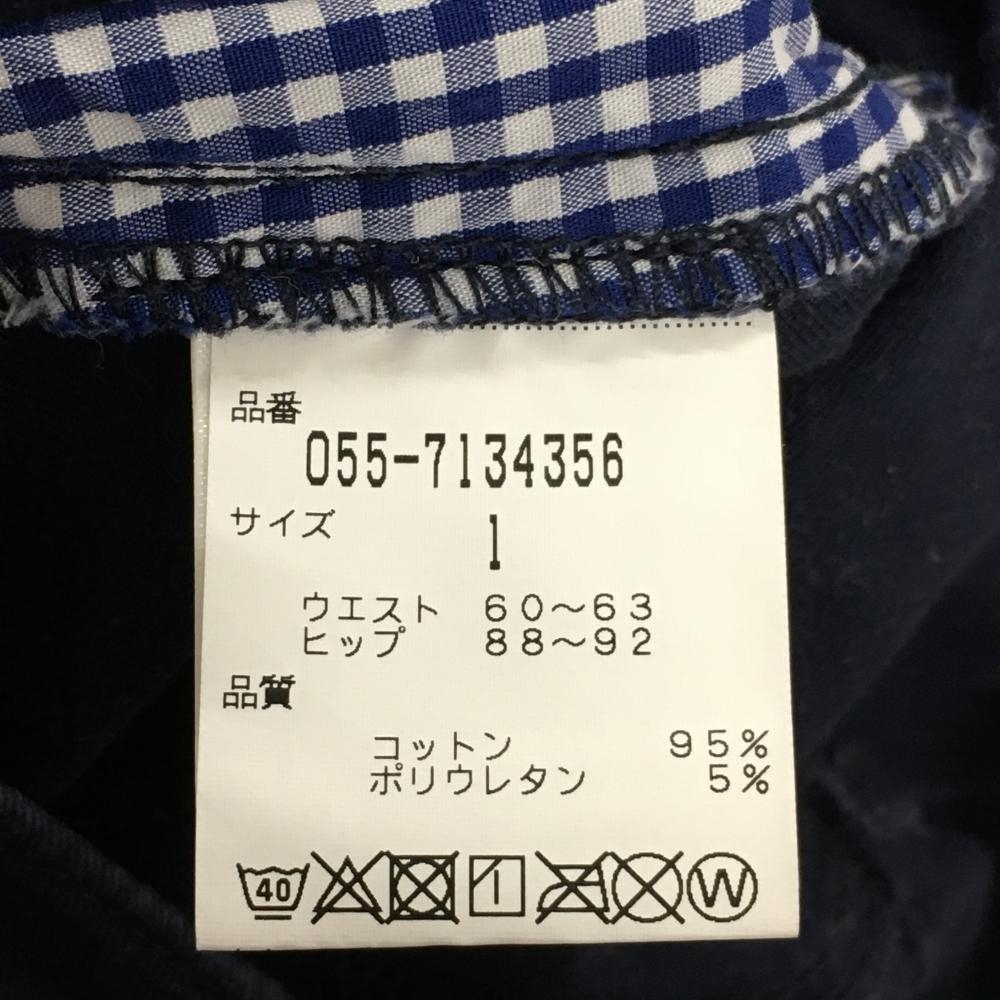 品番
055-7134356
サイズ 1
ウエスト 60〜63
ヒップ 88〜92
品質
コットン 95%
ポリウレタン 5%
40 W